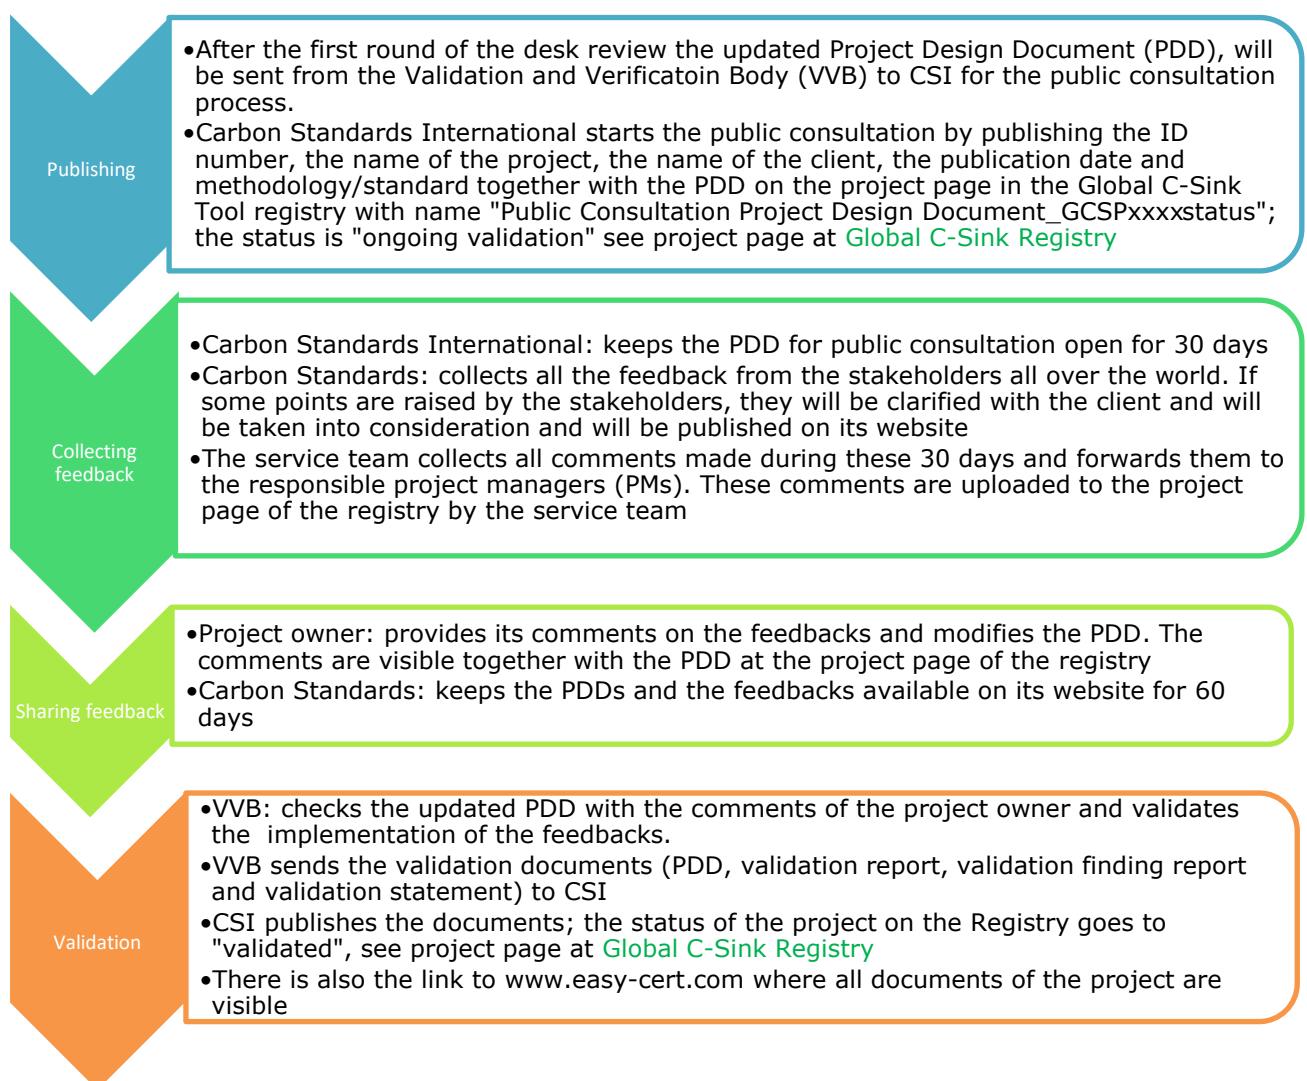 Publishing
•After the first round of the desk review the updated Project Design Document (PDD), will
be sent from the Validation and Verificatoin Body (VVB) to CSI for the public consultation
process.
•Carbon Standards International starts the public consultation by publishing the ID
number, the name of the project, the name of the client, the publication date and
methodology/standard together with the PDD on the project page in the Global C-Sink
Tool registry with name "Public Consultation Project Design Document_GCSPxxxxstatus";
the status is "ongoing validation" see project page at Global C-Sink Registry
Collecting
feedback
•Carbon Standards International: keeps the PDD for public consultation open for 30 days
•Carbon Standards: collects all the feedback from the stakeholders all over the world. If
some points are raised by the stakeholders, they will be clarified with the client and will
be taken into consideration and will be published on its website
•The service team collects all comments made during these 30 days and forwards them to
the responsible project managers (PMs). These comments are uploaded to the project
page of the registry by the service team
Sharing feedback
•Project owner: provides its comments on the feedbacks and modifies the PDD. The
comments are visible together with the PDD at the project page of the registry
•Carbon Standards: keeps the PDDs and the feedbacks available on its website for 60
days
Validation
•VVB: checks the updated PDD with the comments of the project owner and validates
the  implementation of the feedbacks.
•VVB sends the validation documents (PDD, validation report, validation finding report
and validation statement) to CSI
•CSI publishes the documents; the status of the project on the Registry goes to
"validated", see project page at Global C-Sink Registry
•There is also the link to www.easy-cert.com where all documents of the project are
visible